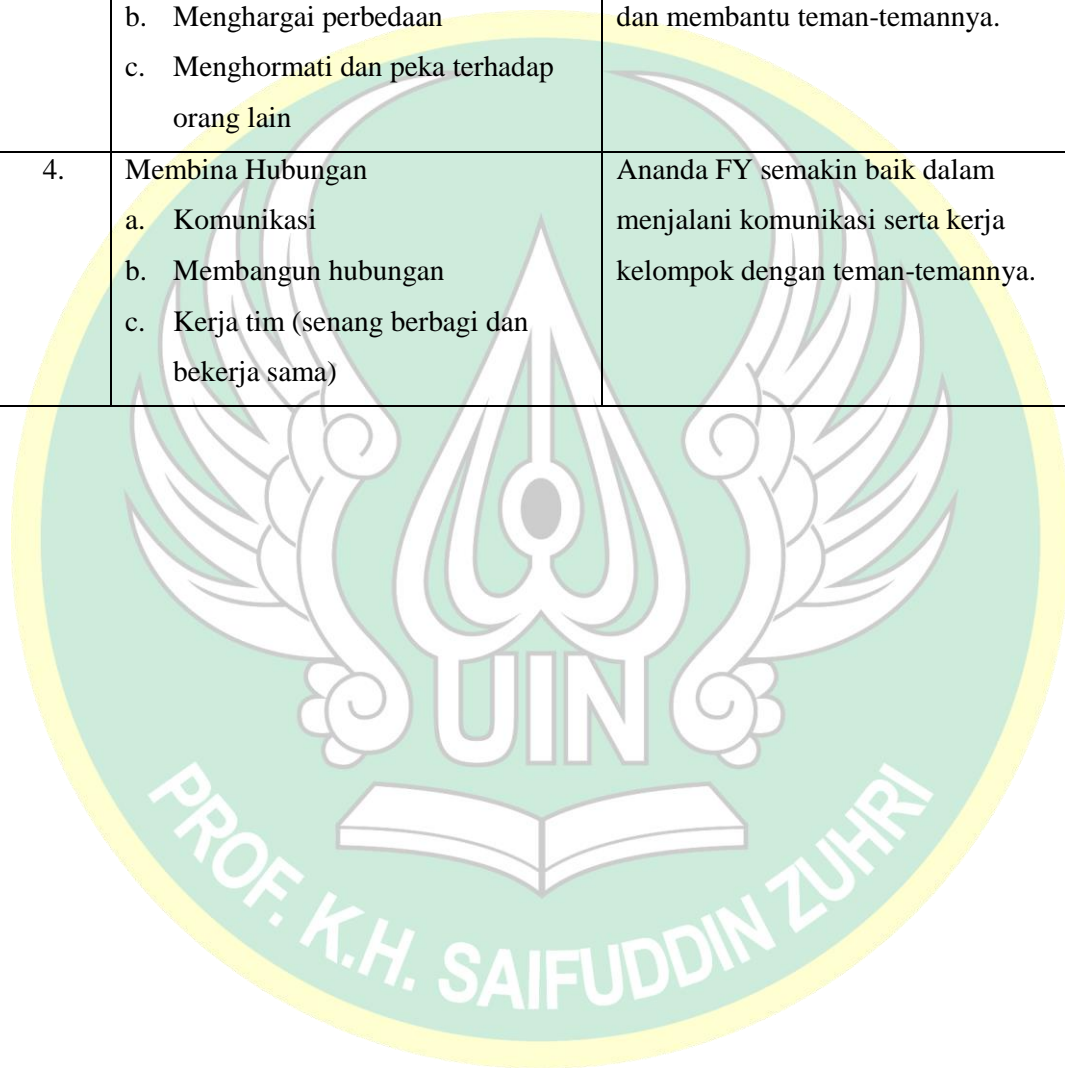 b. Menghargai perbedaan
c. Menghormati dan peka terhadap
orang lain
dan membantu teman-temannya.
4.
Membina Hubungan
a. Komunikasi
b. Membangun hubungan
c. Kerja tim (senang berbagi dan
bekerja sama)
Ananda FY semakin baik dalam
menjalani komunikasi serta kerja
kelompok dengan teman-temannya.
UIN
PROF. K.H. SAIFUDDIN ZUHRI